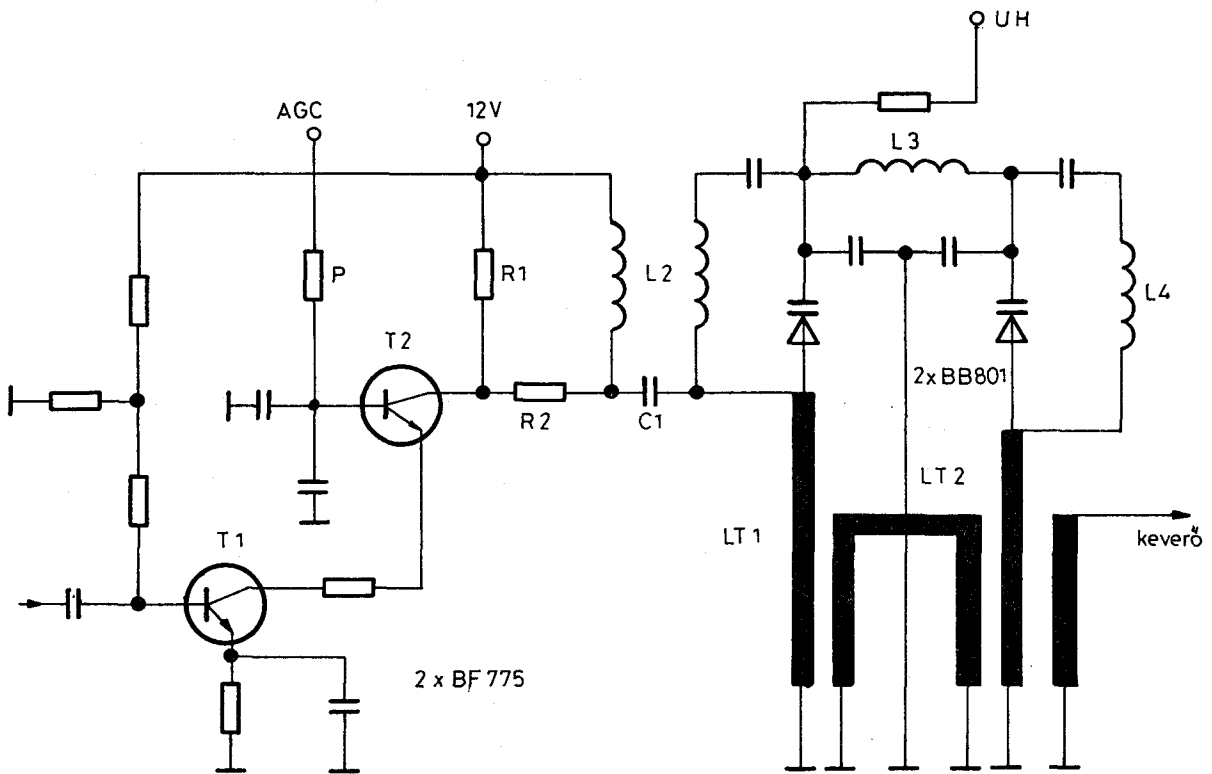 UH
AGC
12V
L3
P
R1
L2
L4
T2
2xBB801
R2
C1
LT2
T1
LT1
keverő
2 x BF 775